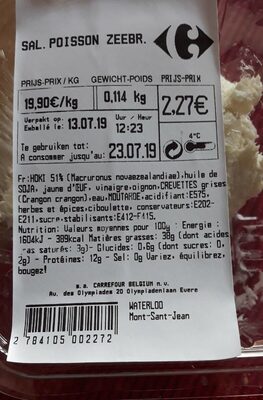 SAL. POISSON ZEEBR.
PRIJS-PRIX / KG GEWICHT-POIDS PRIJS-PRIX
19,90€/kg 0,114 kg 2,27€
Verpakt op: Uur / Heur
Emballé le: 13.07.19 12:23
Te gebruiken tot: 23.07.19 4°C
A consommer jusqu'au:
Fr:HOKI 51% (Macruronus novaezealandiae),huile de
SOJA, jaune d'ŒUF, vinaigre,oignon,CREVETTES grises
(Crangon crangon),eau,MOUTARDE,acidifiant:E575,
herbes et épices,ciboulette, conservateurs:E202-
E211,sucre,stabilisants:E412-E415.
Nutrition: Valeurs moyennes pour 100g : Energie :
1604kJ - 389kcal Matières grasses: 38g (dont acides
-as saturés: 3g)- Glucides: 0,6g (dont sucres: 0,
2g) - Protéines: 12g - Sel: 0g Variez, équilibrez,
bougez!
s.a. CARREFOUR BELGIUM n.v.
Av. des Olympiades 20 Olympiadenlaan Evere
WATERLOO
Mont-Sant-Jean
2 784105 002272